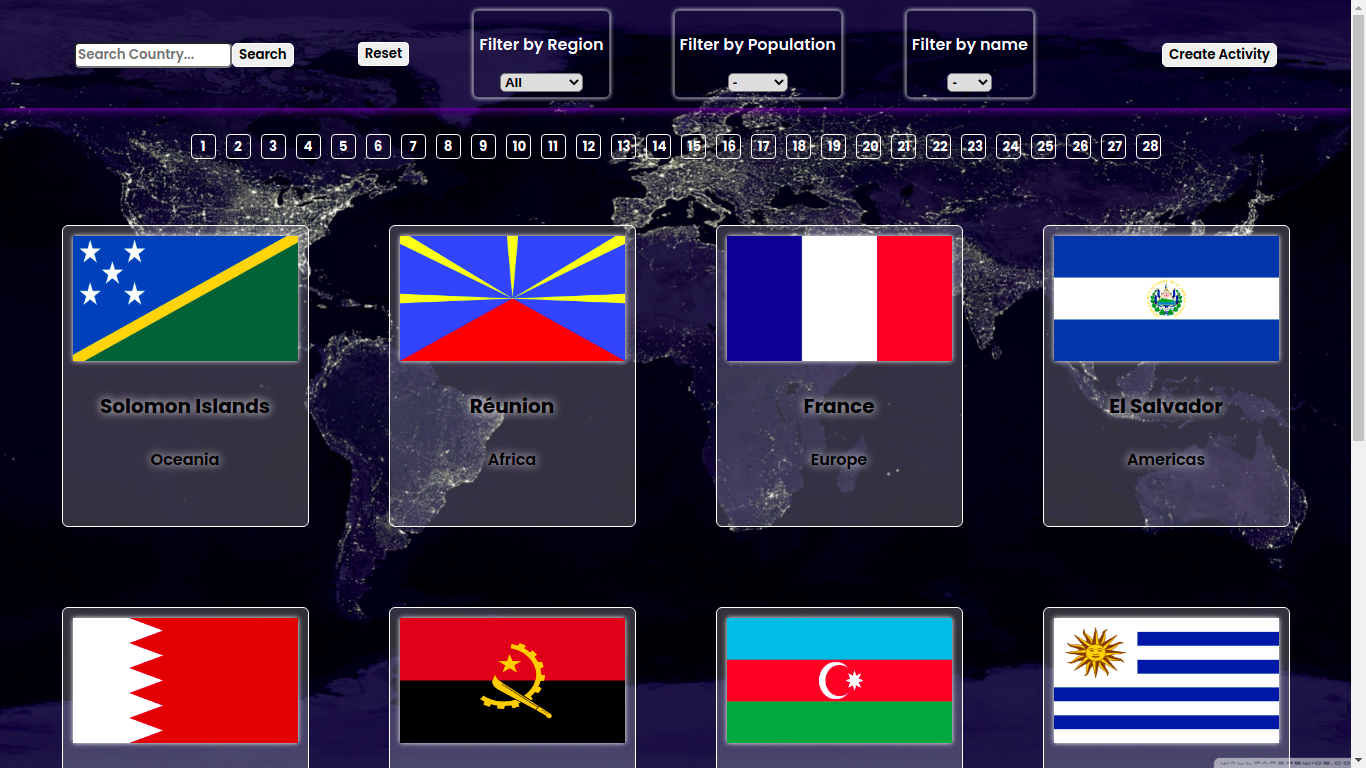 Filter by Region
Filter by Population
Filter by name
Search Country...
Search
Reset
All
-
-
Create Activity
1 2 3 4 5 6 7 8 9 10 11 12 13 14 15 16 17 18 19 20 21 22 23 24 25 26 27 28
Solomon Islands
Réunion
France
El Salvador
Oceania
Africa
Europe
Americas